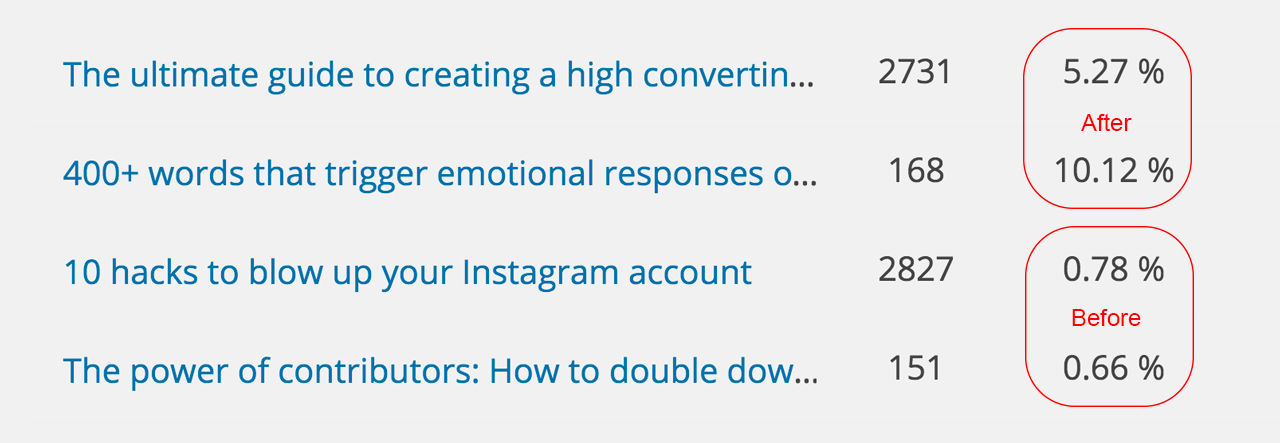 The ultimate guide to creating a high convertin... 2731 5.27 %
After
400+ words that trigger emotional responses o... 168 10.12 %
10 hacks to blow up your Instagram account 2827 0.78 %
Before
The power of contributors: How to double dow... 151 0.66 %